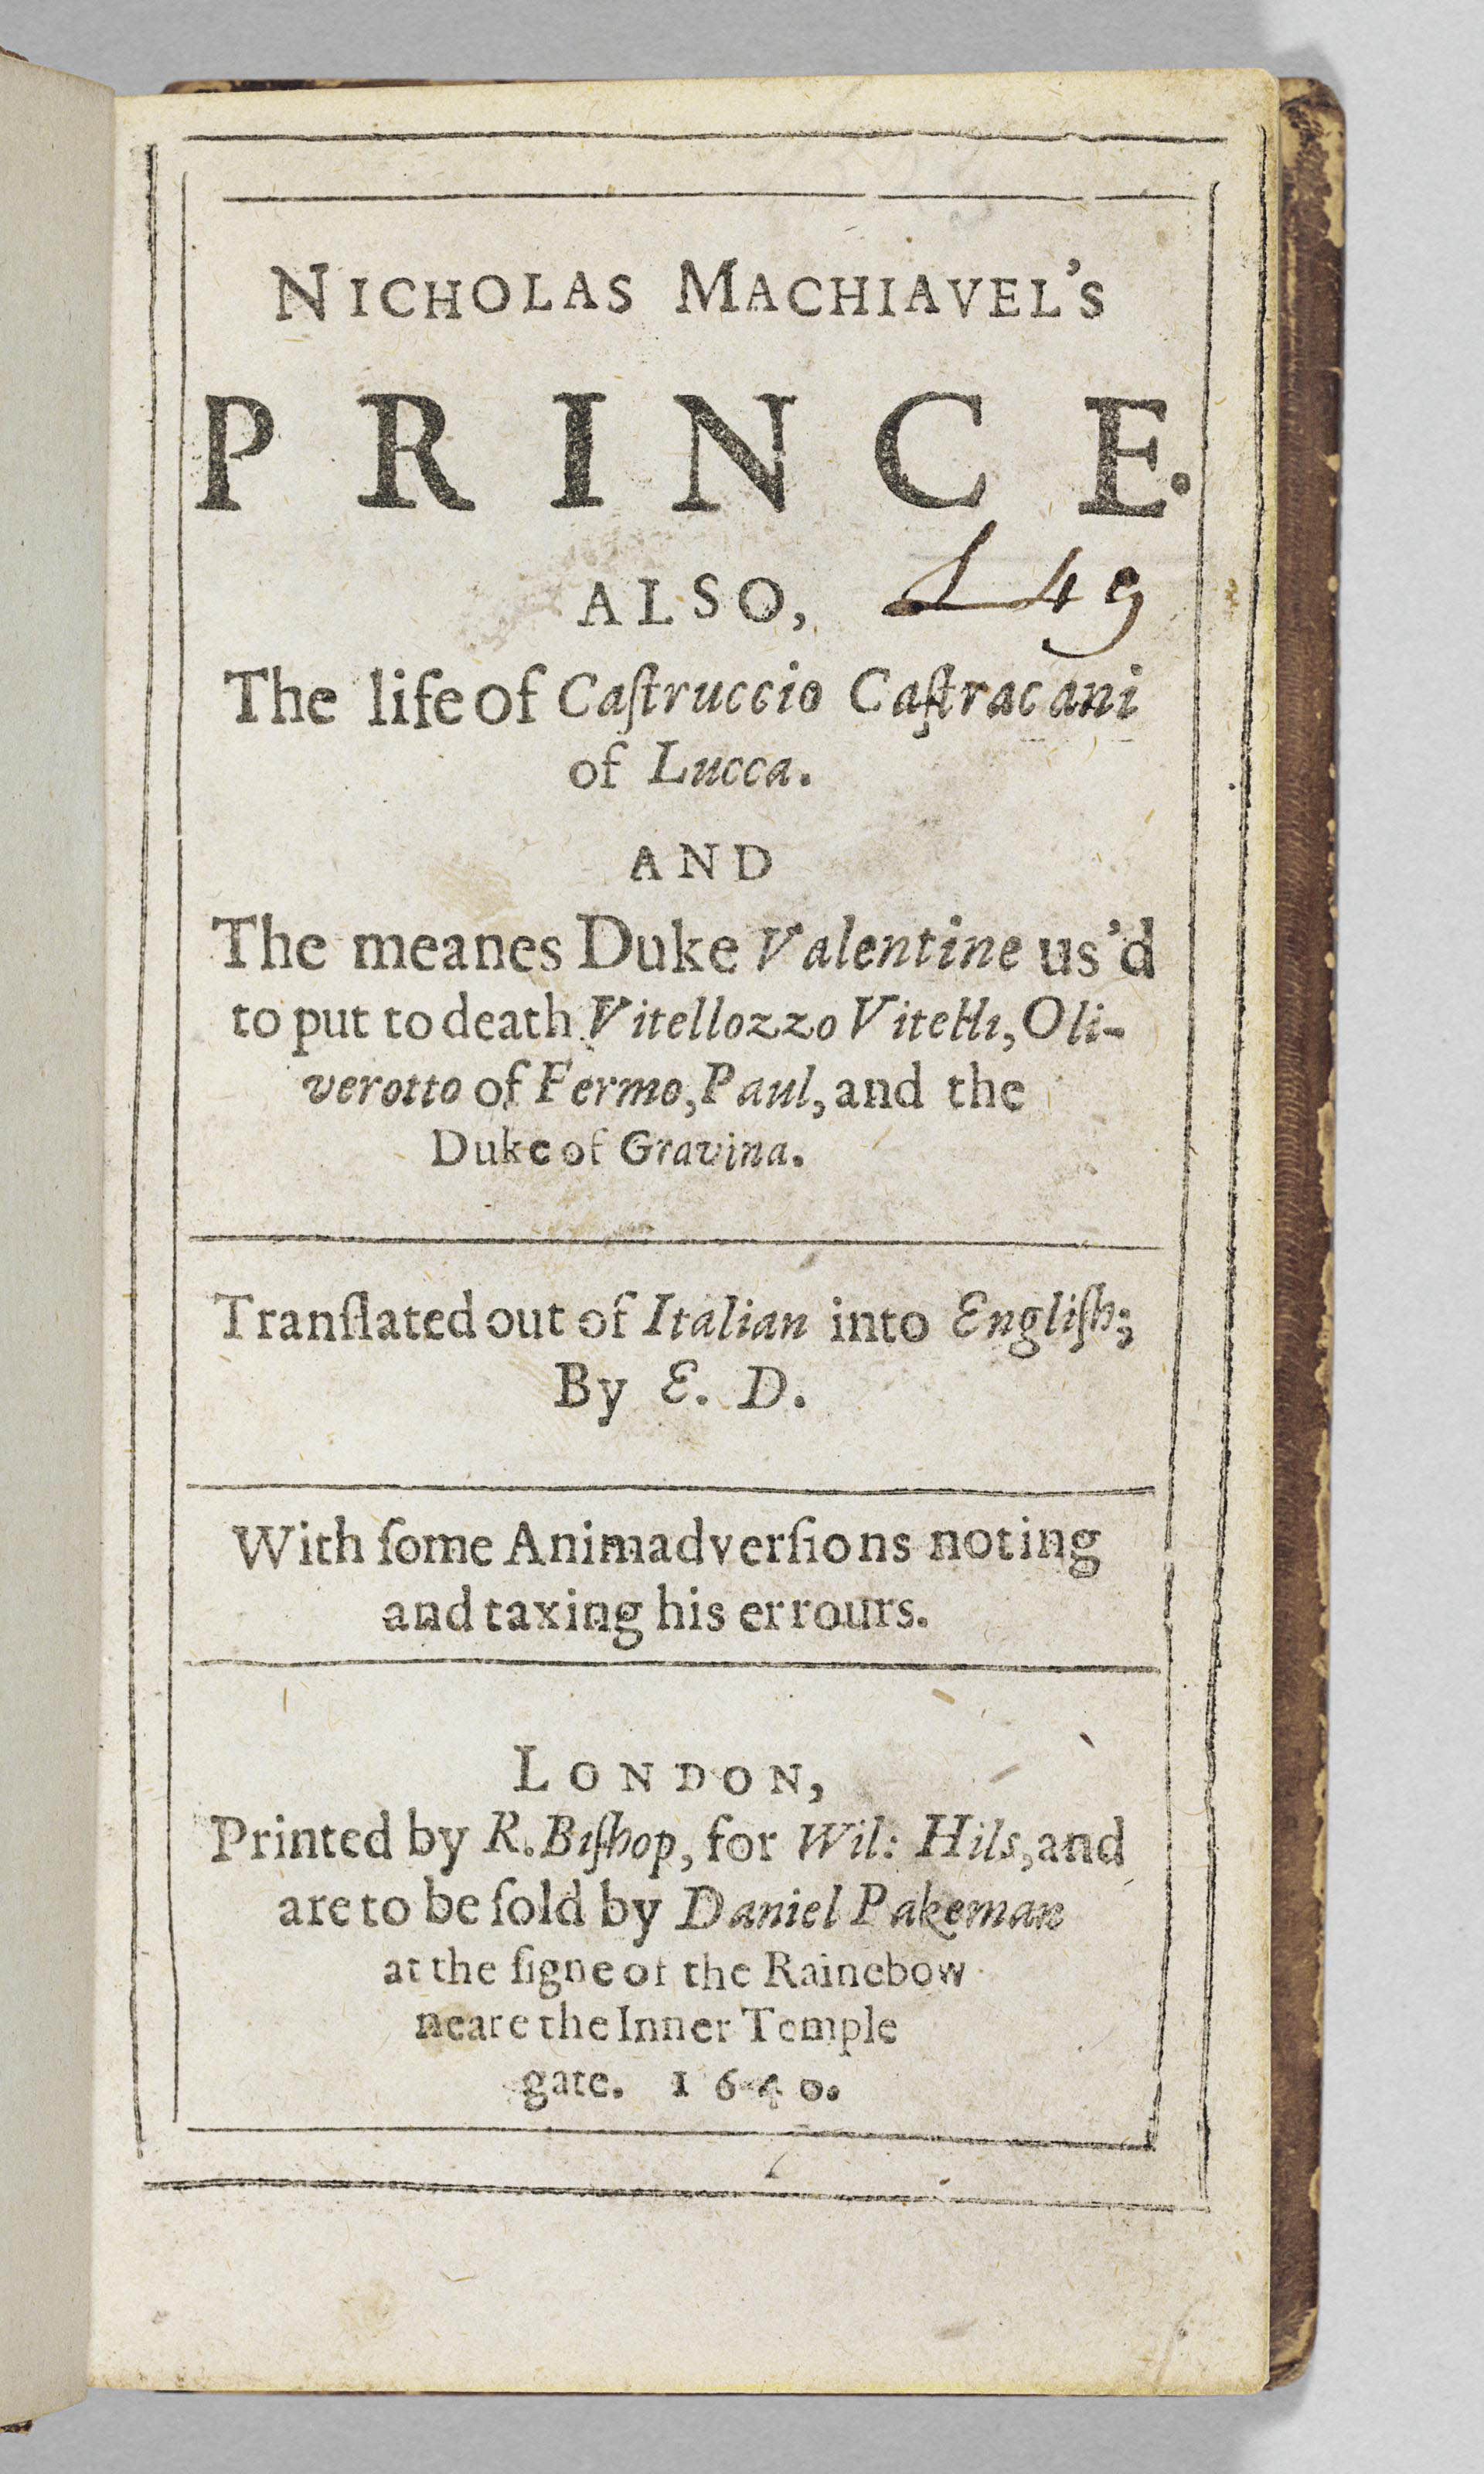 NICHOLAS MACHIAVEL'S
PRINCE.
ALSO,
L 49
The life of Caſtruccio Caſtracani
of Lucca.
AND
The meanes Duke Valentine us'd
to put to death Vitellozzo Vitelli, Oli-
verotto of Fermo, Paul, and the
Duke of Gravina.
Tranſlated out of Italian into Engliſh;
By E. D.
With ſome Animadverſions noting
and taxing his errours.
LONDON,
Printed by R. Biſhop, for Wil: Hils, and
are to be ſold by Daniel Pakeman
at the ſigne of the Rainebow
neare the Inner Temple
gate. 1640.